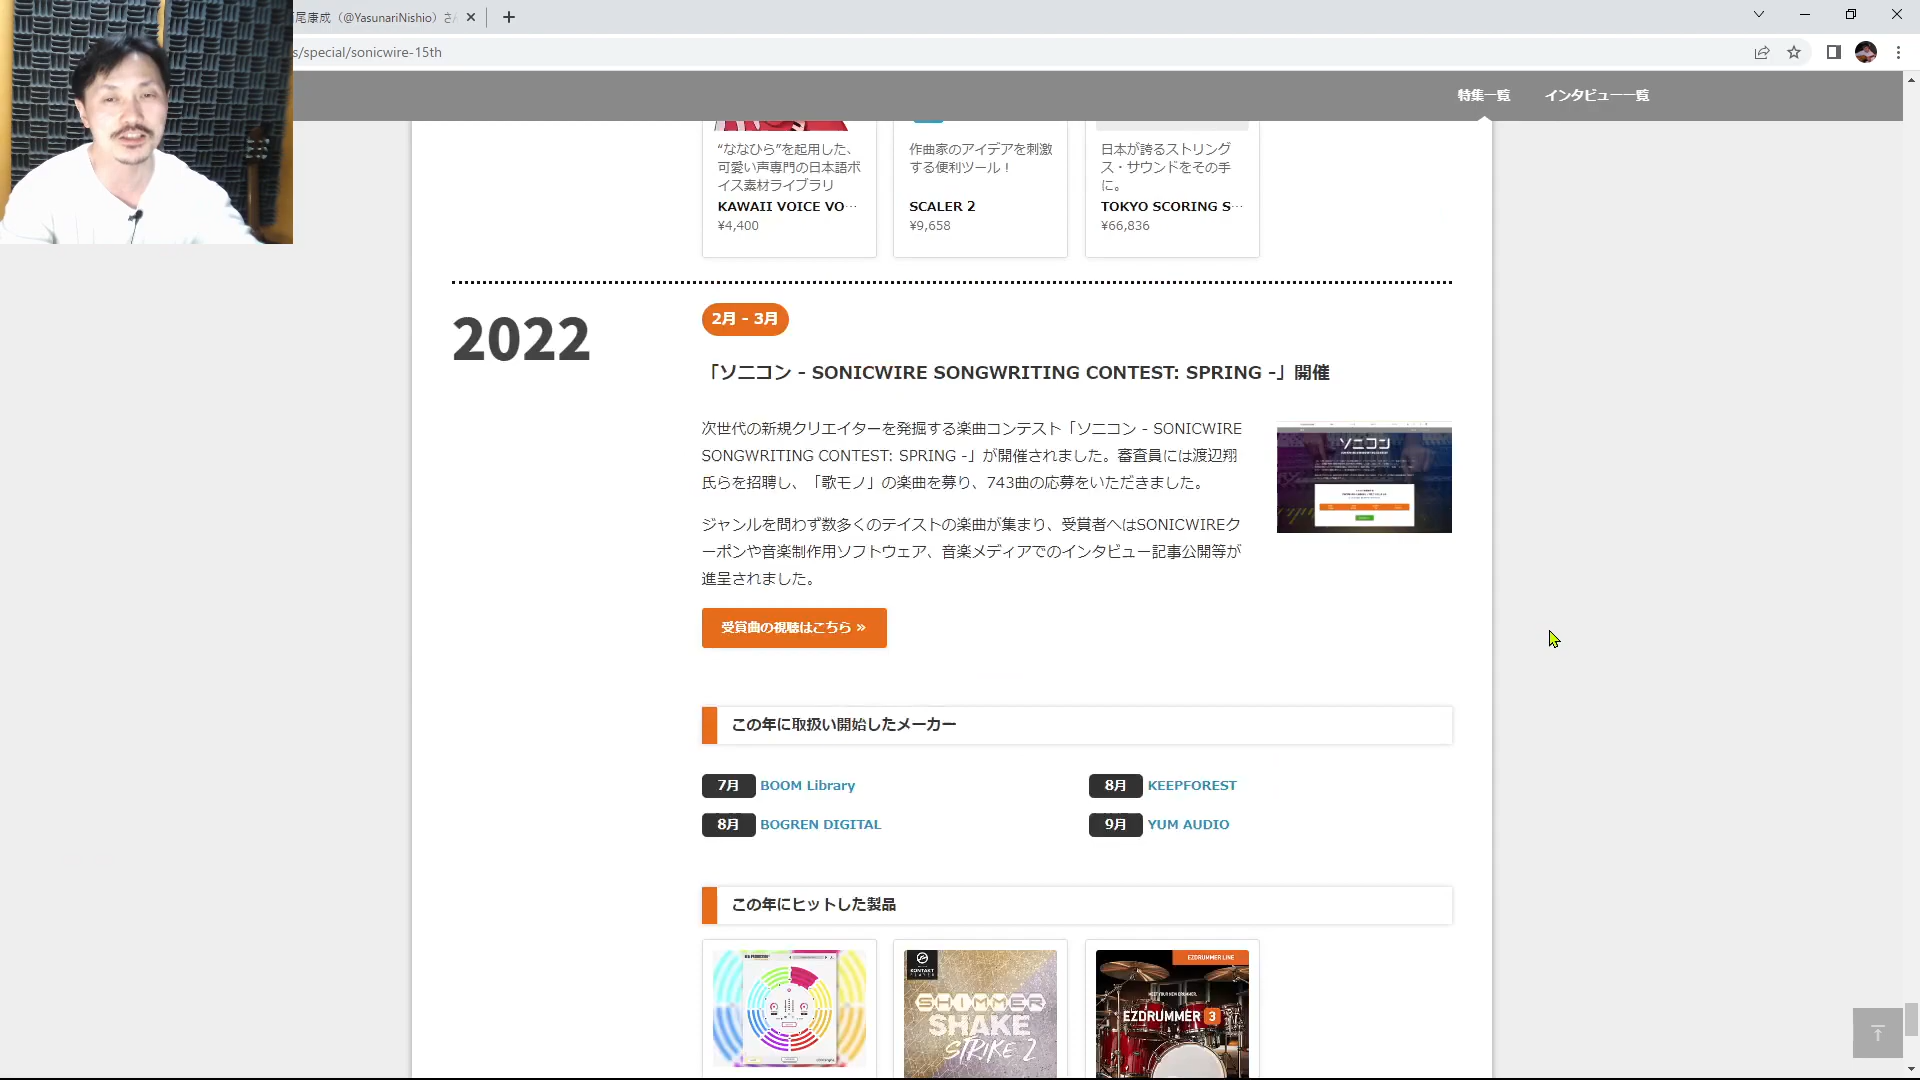 尾康成（@YasunariNishio）さ
s/special/sonicwire-15th
特集一覧 インタビュー一覧
“ななひら”を起用した、
可愛い声専門の日本語ボ
イス素材ライブラリ
KAWAII VOICE VO…
¥4,400
作曲家のアイデアを刺激
する便利ツール！
SCALER 2
¥9,658
日本が誇るストリング
ス・サウンドをその手
に。
TOKYO SCORING S…
¥66,836
2022
2月 - 3月
「ソニコン - SONICWIRE SONGWRITING CONTEST: SPRING -」開催
次世代の新規クリエイターを発掘する楽曲コンテスト「ソニコン - SONICWIRE
SONGWRITING CONTEST: SPRING -」が開催されました。審査員には渡辺翔
氏らを招聘し、「歌モノ」の楽曲を募り、743曲の応募をいただきました。
ソニコン
ジャンルを問わず数多くのテイストの楽曲が集まり、受賞者へはSONICWIREク
ーポンや音楽制作用ソフトウェア、音楽メディアでのインタビュー記事公開等が
進呈されました。
受賞曲の視聴はこちら »
この年に取扱い開始したメーカー
7月 BOOM Library
8月 KEEPFOREST
8月 BOGREN DIGITAL
9月 YUM AUDIO
この年にヒットした製品
KONTAKT
PLAYER
SHIMMER
SHAKE
STRIKE 2
EZDRUMMER LINE
MEET YOUR NEW DRUMMER.
EZDRUMMER 3